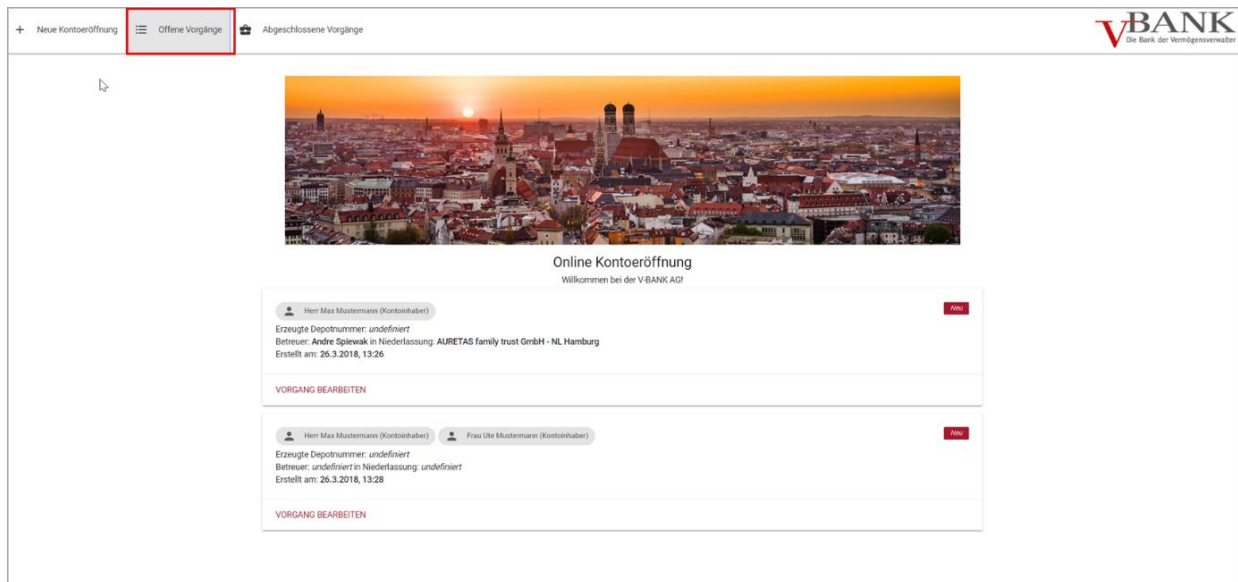 Neue Kontoeröffnung
Offene Vorgänge
Abgeschlossene Vorgänge
VBANK
Die Bank der Vermögensverwalter
Online Kontoeröffnung
Willkommen bei der V-BANK AG!
Herr Max Mustermann (Kontoinhaber)
Neu
Erzeugte Depotnummer: undefiniert
Betreuer: Andre Spiewak in Niederlassung: AURETAS family trust GmbH - NL Hamburg
Erstellt am: 26.3.2018, 13:26
VORGANG BEARBEITEN
Herr Max Mustermann (Kontoinhaber)
Frau Ute Mustermann (Kontoinhaber)
Neu
Erzeugte Depotnummer: undefiniert
Betreuer: undefiniert in Niederlassung: undefiniert
Erstellt am: 26.3.2018, 13:28
VORGANG BEARBEITEN